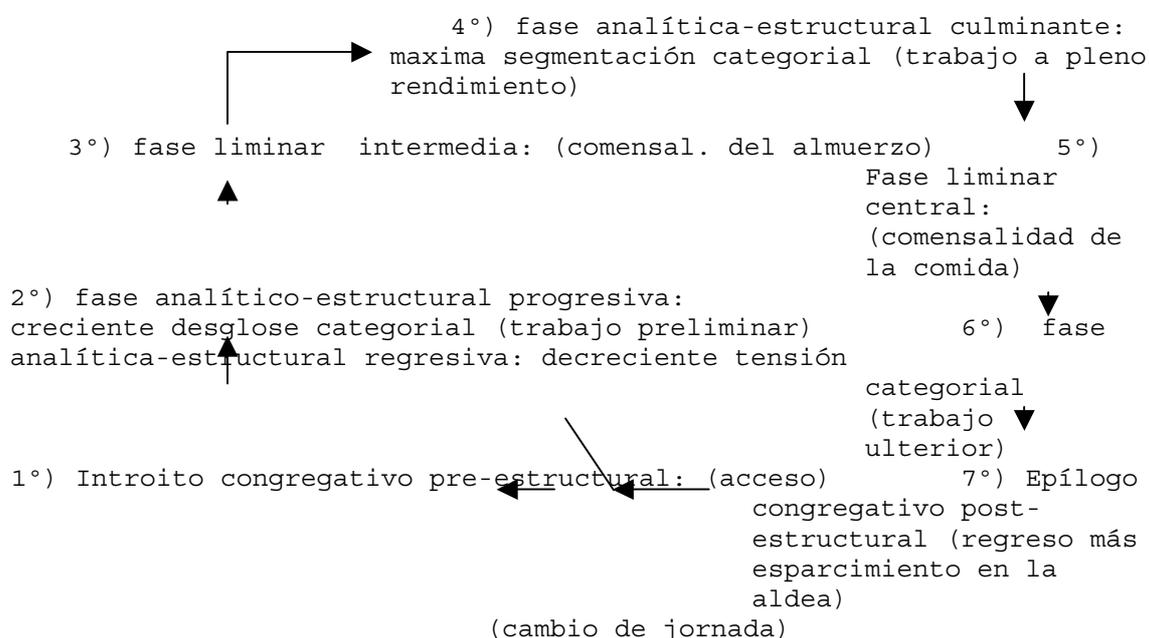 4°) fase analítica-estructural culminante:
maxima segmentación categorial (trabajo a pleno
rendimiento)
3°) fase liminar intermedia: (comensal. del almuerzo) 5°)
Fase liminar
central:
(comensalidad de
la comida)
2°) fase analítico-estructural progresiva:
creciente desglose categorial (trabajo preliminar) 6°) fase
analítica-estructural regresiva: decreciente tensión
categorial
(trabajo
ulterior)
1°) Introito congregativo pre-estructural: (acceso) 7°) Epílogo
congregativo post-
estructural (regreso más
esparcimiento en la
aldea)
(cambio de jornada)